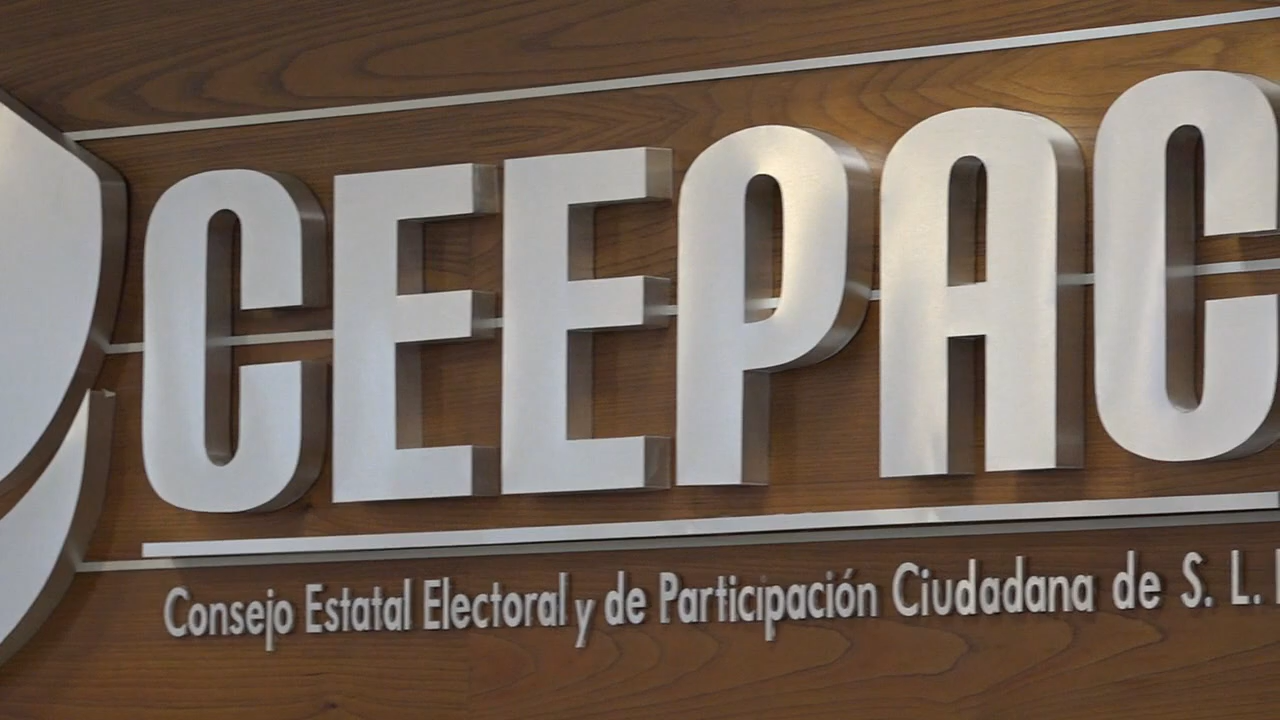 CEEPAC
Consejo Estatal Electoral y de Participación Ciudadana de S. L.